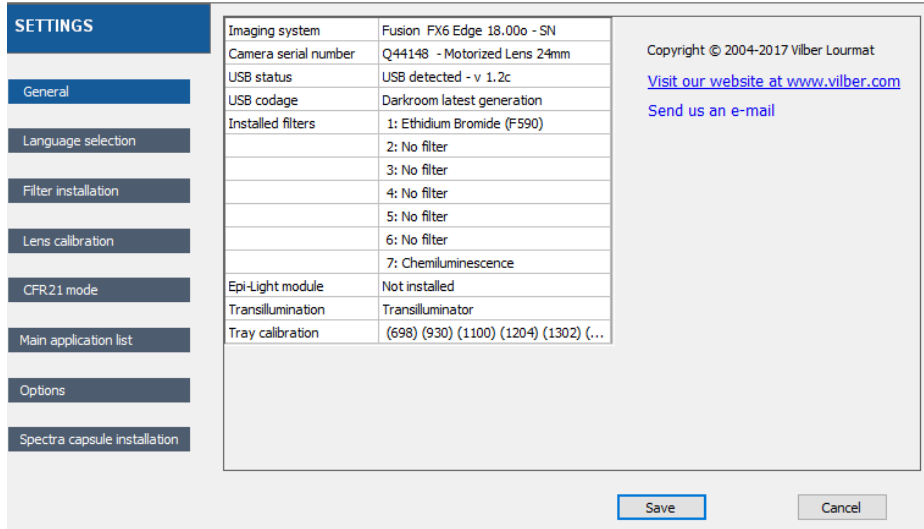 SETTINGS
General
Language selection
Filter installation
Lens calibration
CFR21 mode
Main application list
Options
Spectra capsule installation
Imaging system Fusion FX6 Edge 18.00o - SN
Camera serial number Q44148 - Motorized Lens 24mm
USB status USB detected - v 1.2c
USB codage Darkroom latest generation
Installed filters 1: Ethidium Bromide (F590)
2: No filter
3: No filter
4: No filter
5: No filter
6: No filter
7: Chemiluminescence
Epi-Light module Not installed
Transillumination Transilluminator
Tray calibration (698) (930) (1100) (1204) (1302) (...
Copyright © 2004-2017 Vilber Lourmat
Visit our website at www.vilber.com
Send us an e-mail
Save Cancel